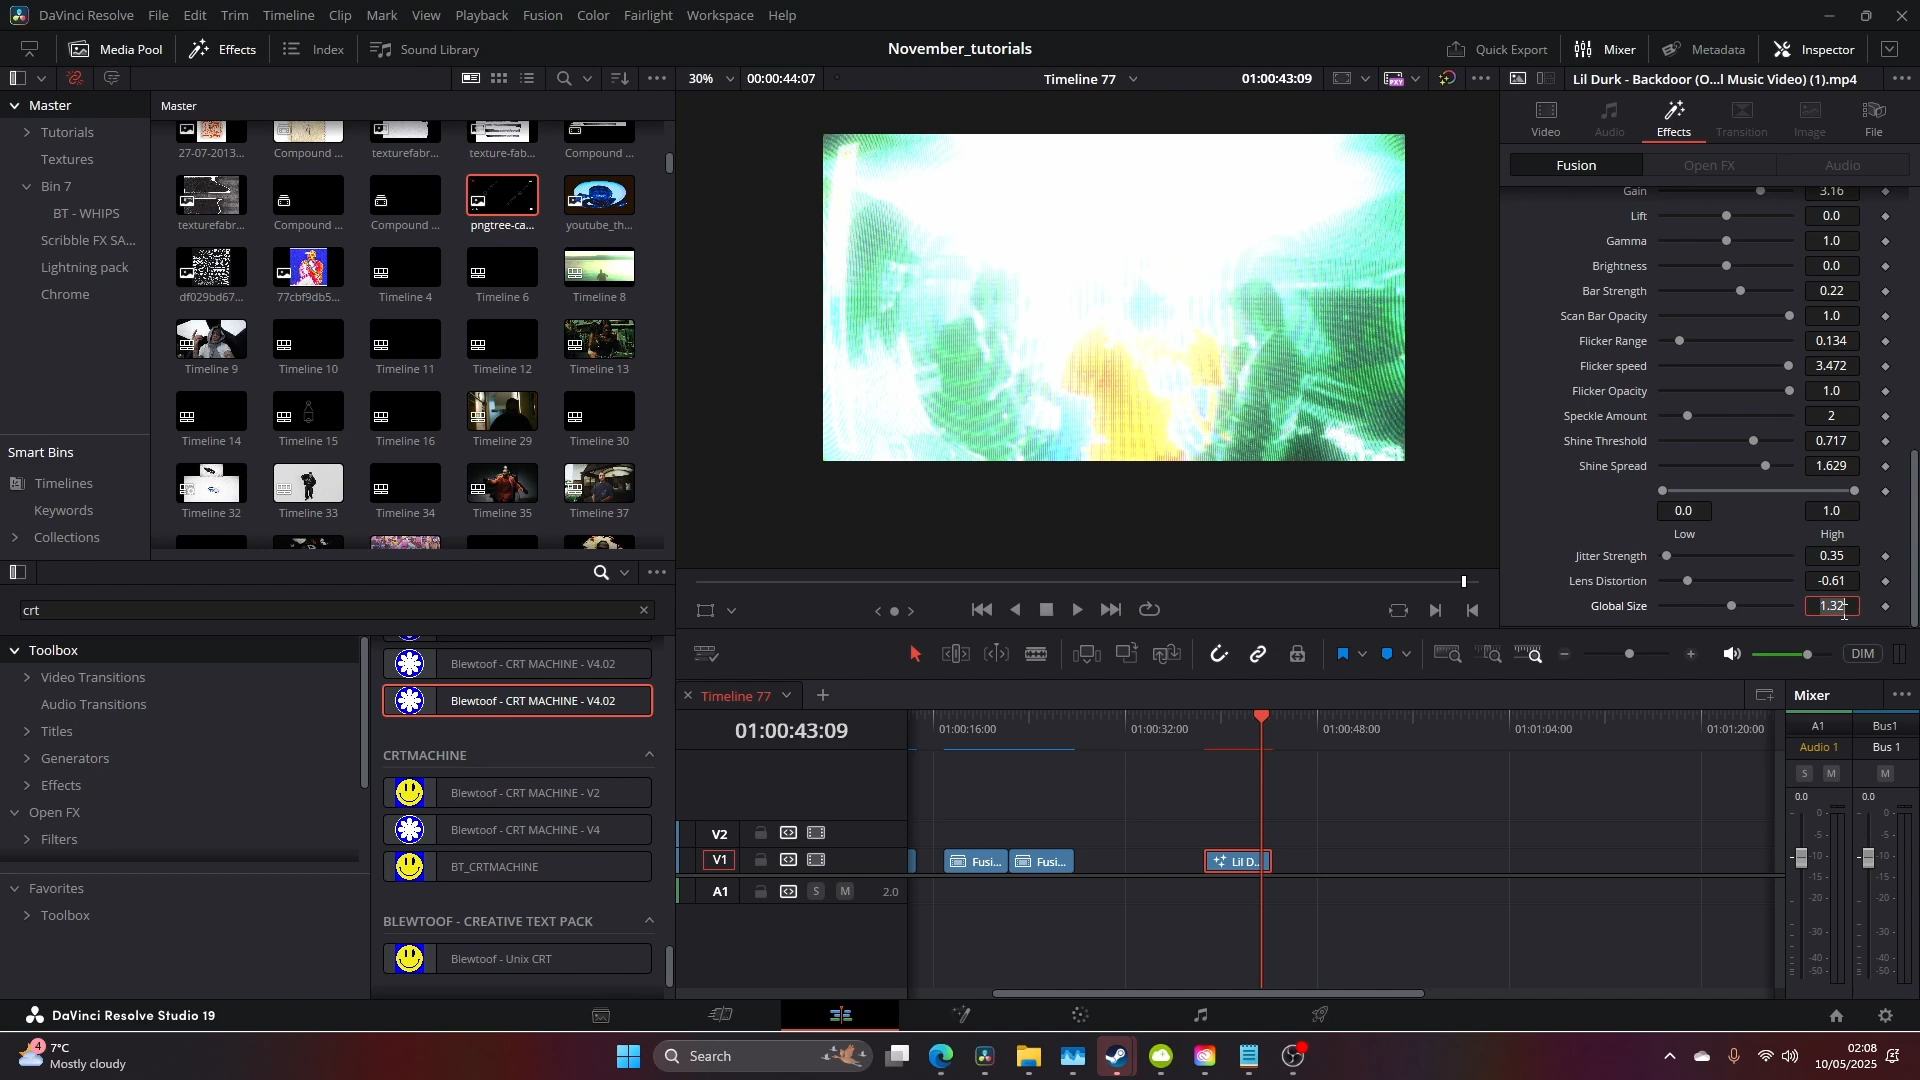 DaVinci Resolve File Edit Trim Timeline Clip Mark View Playback Fusion Color Fairlight Workspace Help
Media Pool Effects Index Sound Library November_tutorials Quick Export Mixer Metadata Inspector
30% 00:00:44:07 Timeline 77 01:00:43:09 PXY Lil Durk - Backdoor (O...l Music Video) (1).mp4
Master
Tutorials
Textures
Bin 7
BT - WHIPS
Scribble FX SA...
Lightning pack
Chrome
Smart Bins
Timelines
Keywords
Collections
Master
27-07-2013... Compound ... texturefabr... texture-fab... Compound ...
texturefabr... Compound ... Compound ... pngtree-ca... youtube_th...
df029bd67... 77cbf9db5... Timeline 4 Timeline 6 Timeline 8
Timeline 9 Timeline 10 Timeline 11 Timeline 12 Timeline 13
Timeline 14 Timeline 15 Timeline 16 Timeline 29 Timeline 30
Timeline 32 Timeline 33 Timeline 34 Timeline 35 Timeline 37
Video Audio Effects Transition Image File
Fusion Open FX Audio
Gain 3.16
Lift 0.0
Gamma 1.0
Brightness 0.0
Bar Strength 0.22
Scan Bar Opacity 1.0
Flicker Range 0.134
Flicker speed 3.472
Flicker Opacity 1.0
Speckle Amount 2
Shine Threshold 0.717
Shine Spread 1.629
0.0 1.0
Low High
Jitter Strength 0.35
Lens Distortion -0.61
Global Size 1.32
crt
Toolbox
Video Transitions
Audio Transitions
Titles
Generators
Effects
Open FX
Filters
Favorites
Toolbox
Blewtoof - CRT MACHINE - V4.02
Blewtoof - CRT MACHINE - V4.02
CRTMACHINE
Blewtoof - CRT MACHINE - V2
Blewtoof - CRT MACHINE - V4
BT_CRTMACHINE
BLEWTOOF - CREATIVE TEXT PACK
Blewtoof - Unix CRT
DIM
Timeline 77
01:00:43:09 01:00:16:00 01:00:32:00 01:00:48:00 01:01:04:00 01:01:20:00
V2
V1 Fusi... Fusi... Lil D...
A1 S M 2.0
Mixer
A1 Bus1
Audio 1 Bus 1
S M M
0.0 0.0
0 0
-5 -5
-10 -10
-15 -15
-20 -20
-30 -30
-40 -40
-50 -50
DaVinci Resolve Studio 19
4 7°C
Mostly cloudy
Search
02:08
10/05/2025